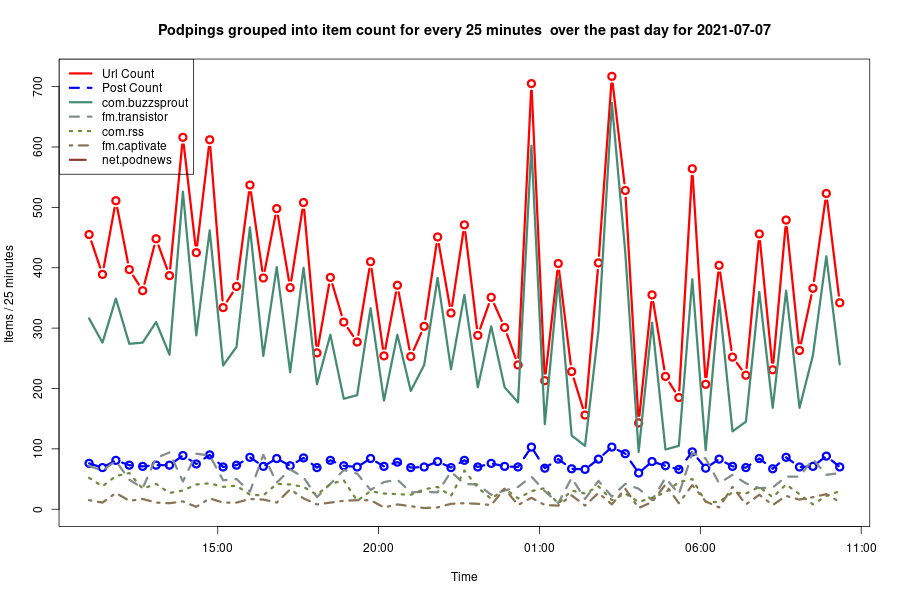 Podpings grouped into item count for every 25 minutes  over the past day for 2021-07-07
Url Count
Post Count
com.buzzsprout
fm.transistor
com.rss
fm.captivate
net.podnews
Items / 25 minutes
700
600
500
400
300
200
100
0
15:00
20:00
01:00
06:00
11:00
Time